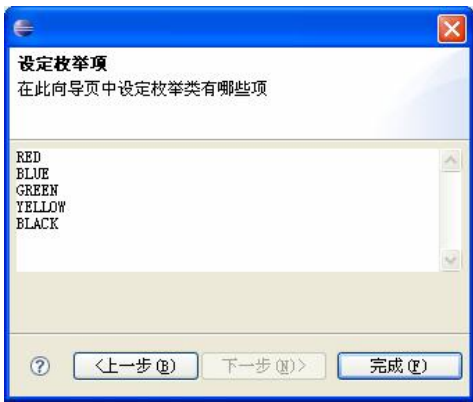 设定枚举项
在此向导页中设定枚举类有哪些项
RED
BLUE
GREEN
YELLOW
BLACK
?
<上一步(B)
下一步(N)>
完成(F)